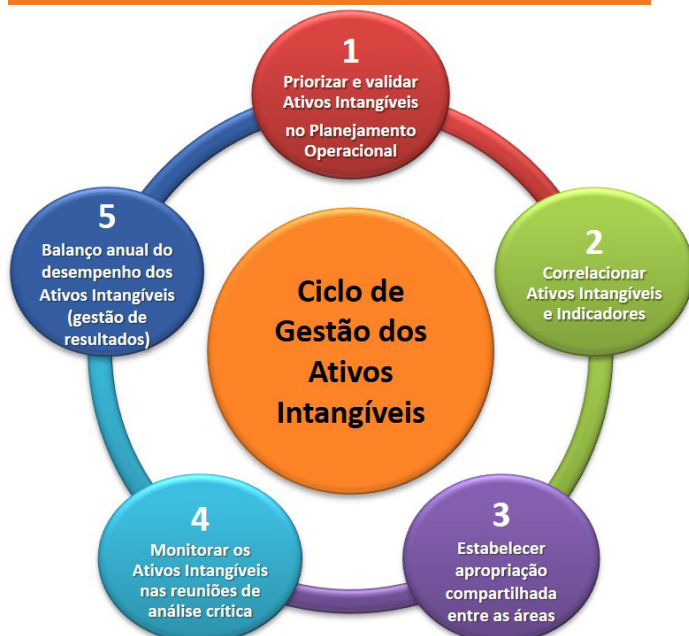 1
Priorizar e validar
Ativos Intangíveis
no Planejamento
Operacional
2
Correlacionar
Ativos Intangíveis
e Indicadores
3
Estabelecer
apropriação
compartilhada
entre as áreas
4
Monitorar os
Ativos Intangíveis
nas reuniões de
análise crítica
5
Balanço anual do
desempenho dos
Ativos Intangíveis
(gestão de
resultados)
Ciclo de
Gestão dos
Ativos
Intangíveis